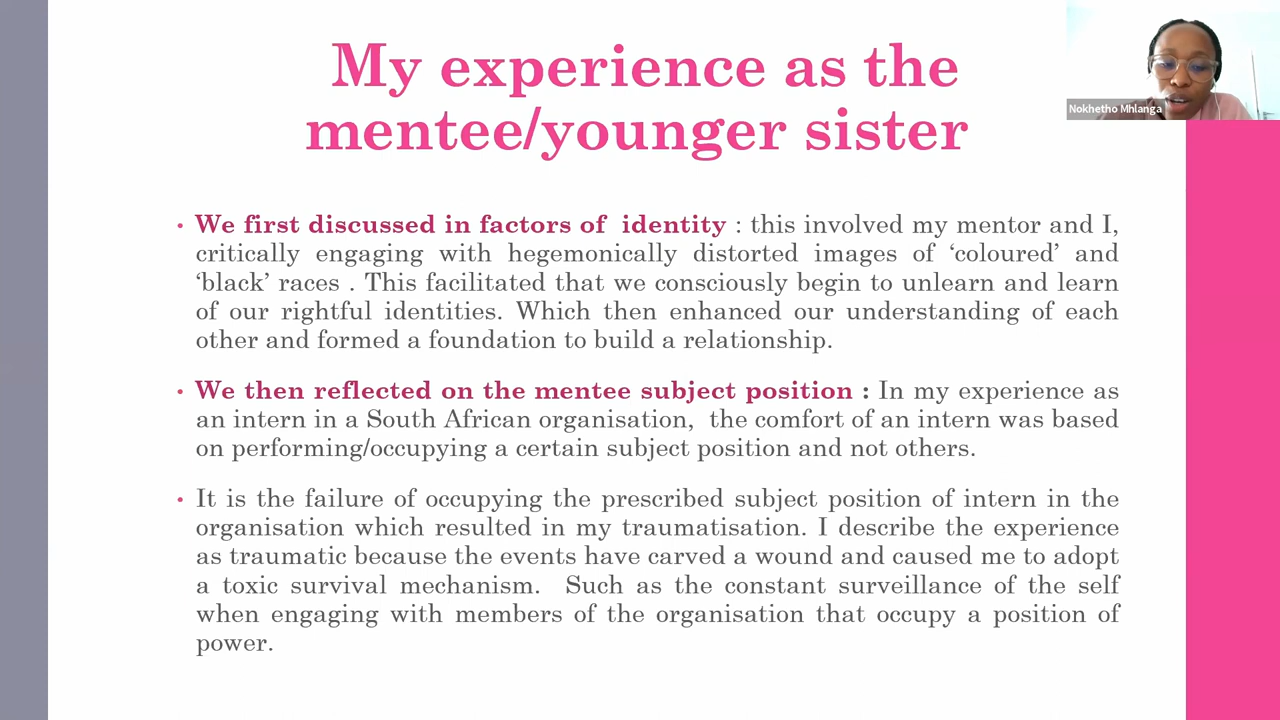 My experience as the
mentee/younger sister
Nokhetho Mhlanga
• We first discussed in factors of  identity : this involved my mentor and I,
critically engaging with hegemonically distorted images of ‘coloured’ and
‘black’ races . This facilitated that we consciously begin to unlearn and learn
of our rightful identities. Which then enhanced our understanding of each
other and formed a foundation to build a relationship.
• We then reflected on the mentee subject position : In my experience as
an intern in a South African organisation,  the comfort of an intern was based
on performing/occupying a certain subject position and not others.
• It is the failure of occupying the prescribed subject position of intern in the
organisation which resulted in my traumatisation. I describe the experience
as traumatic because the events have carved a wound and caused me to adopt
a toxic survival mechanism.  Such as the constant surveillance of the self
when engaging with members of the organisation that occupy a position of
power.